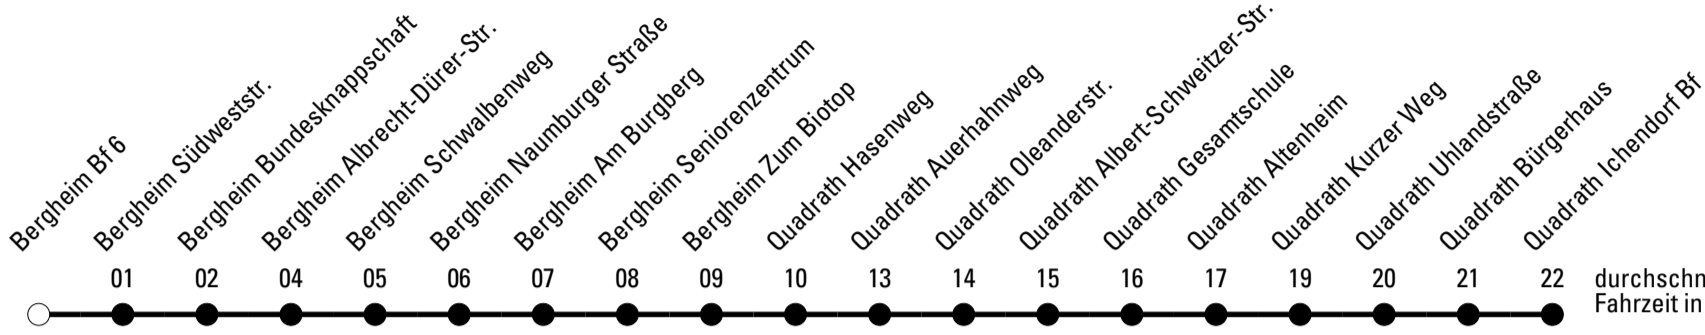 Bergheim Bf 6
Bergheim Südweststr.
Bergheim Bundesknappschaft
Bergheim Albrecht-Dürer-Str.
Bergheim Schwalbenweg
Bergheim Naumburger Straße
Bergheim Am Burgberg
Bergheim Seniorenzentrum
Bergheim Zum Biotop
Quadrath Hasenweg
Quadrath Auerhahnweg
Quadrath Oleanderstr.
Quadrath Albert-Schweitzer-Str.
Quadrath Gesamtschule
Quadrath Altenheim
Quadrath Kurzer Weg
Quadrath Uhlandstraße
Quadrath Bürgerhaus
Quadrath Ichendorf Bf
01 02 04 05 06 07 08 09 10 13 14 15 16 17 19 20 21 22 durchschn
Fahrzeit in